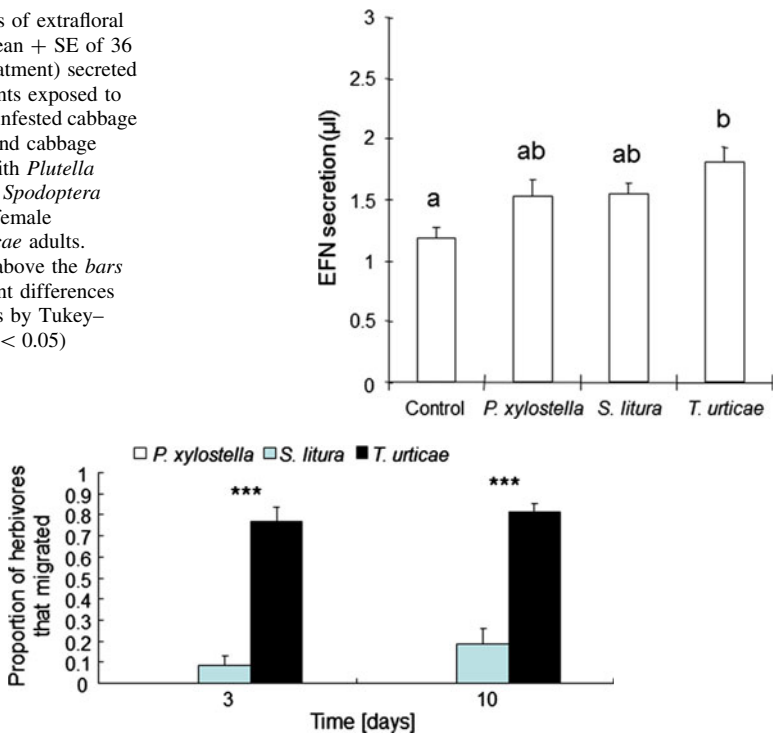 s of extrafloral
ean + SE of 36
atment) secreted
nts exposed to
nfested cabbage
nd cabbage
ith Plutella
Spodoptera
female
cae adults.
above the bars
nt differences
s by Tukey–
< 0.05)
EFN secretion (µl)
3
2.5
2
1.5
1
0.5
0
a
ab
ab
b
Control P. xylostella S. litura T. urticae
P. xylostella S. litura T. urticae
Proportion of herbivores
that migrated
1
0.9
0.8
0.7
0.6
0.5
0.4
0.3
0.2
0.1
0
*** ***
3 10
Time [days]